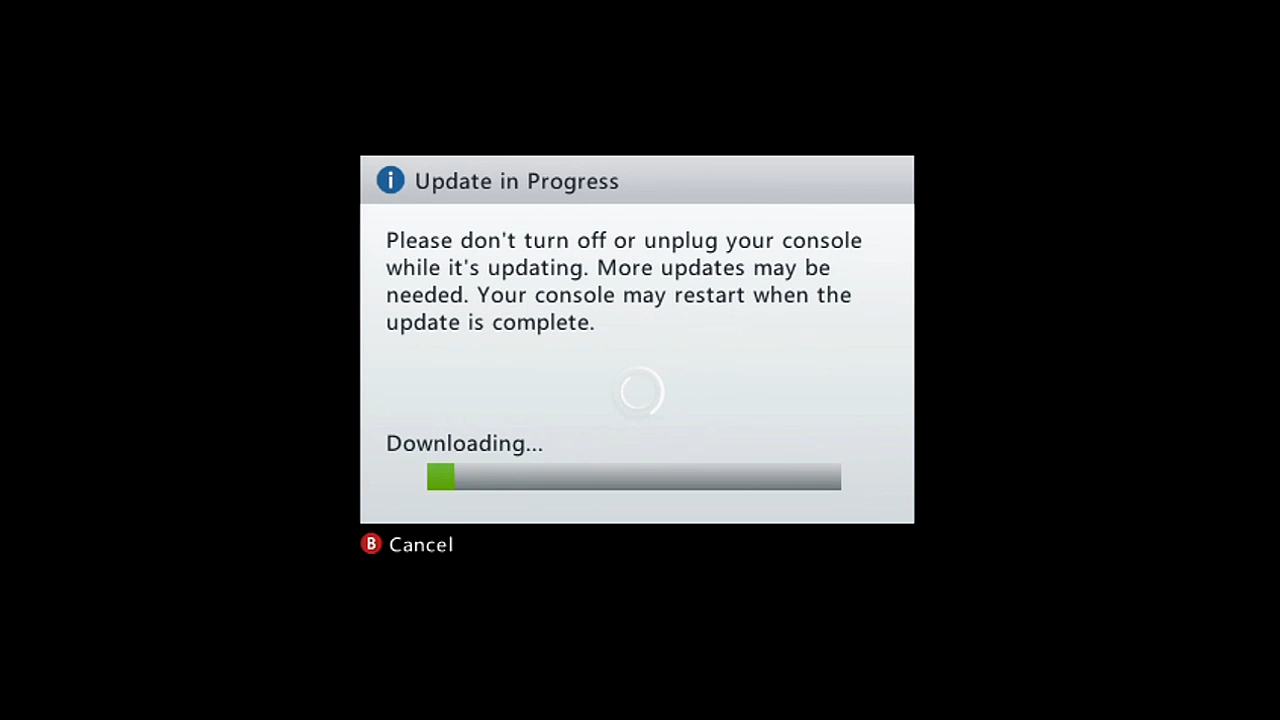 i Update in Progress
Please don't turn off or unplug your console
while it's updating. More updates may be
needed. Your console may restart when the
update is complete.
Downloading...
B Cancel